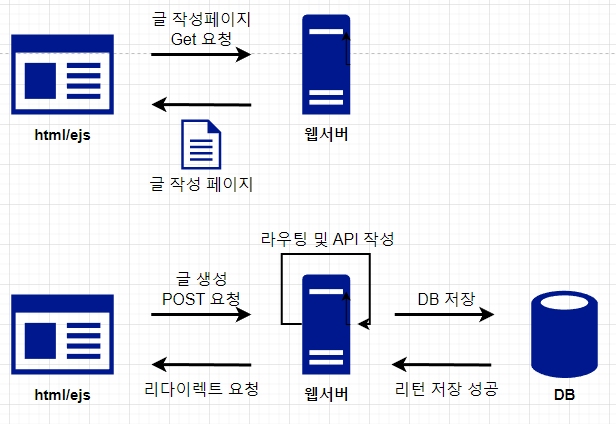 글 작성페이지
Get 요청
html/ejs
웹서버
글 작성 페이지
라우팅 및 API 작성
글 생성
POST 요청
DB 저장
리다이렉트 요청
리턴 저장 성공
html/ejs
웹서버
DB